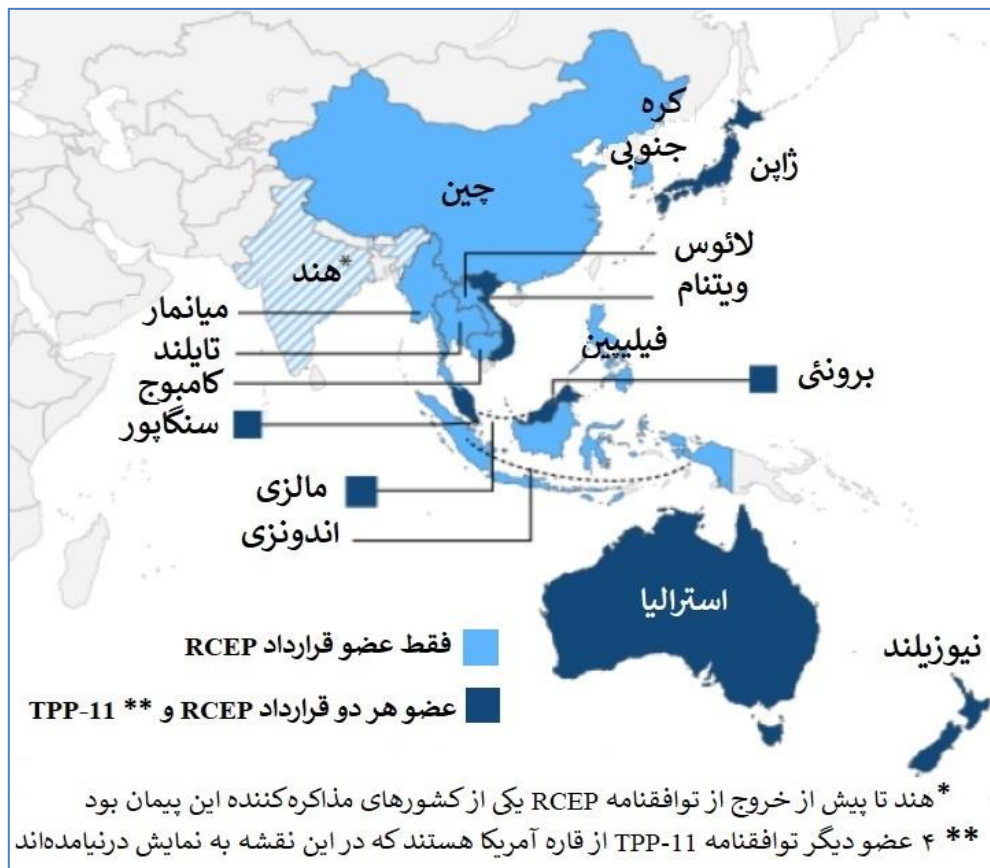 کره
جنوبی
ژاپن
چین
لائوس
هند*
ویتنام
میانمار
فیلیپین
تایلند
برونئی
کامبوج
سنگاپور
مالزی
اندونزی
استرالیا
فقط عضو قرارداد RCEP
نیوزیلند
عضو هر دو قرارداد RCEP و ** TPP-11
*هند تا پیش از خروج از توافقنامه RCEP یکی از کشورهای مذاکره‌کننده این پیمان بود
** ۴ عضو دیگر توافقنامه TPP-11 از قاره آمریکا هستند که در این نقشه به نمایش درنیامده‌اند